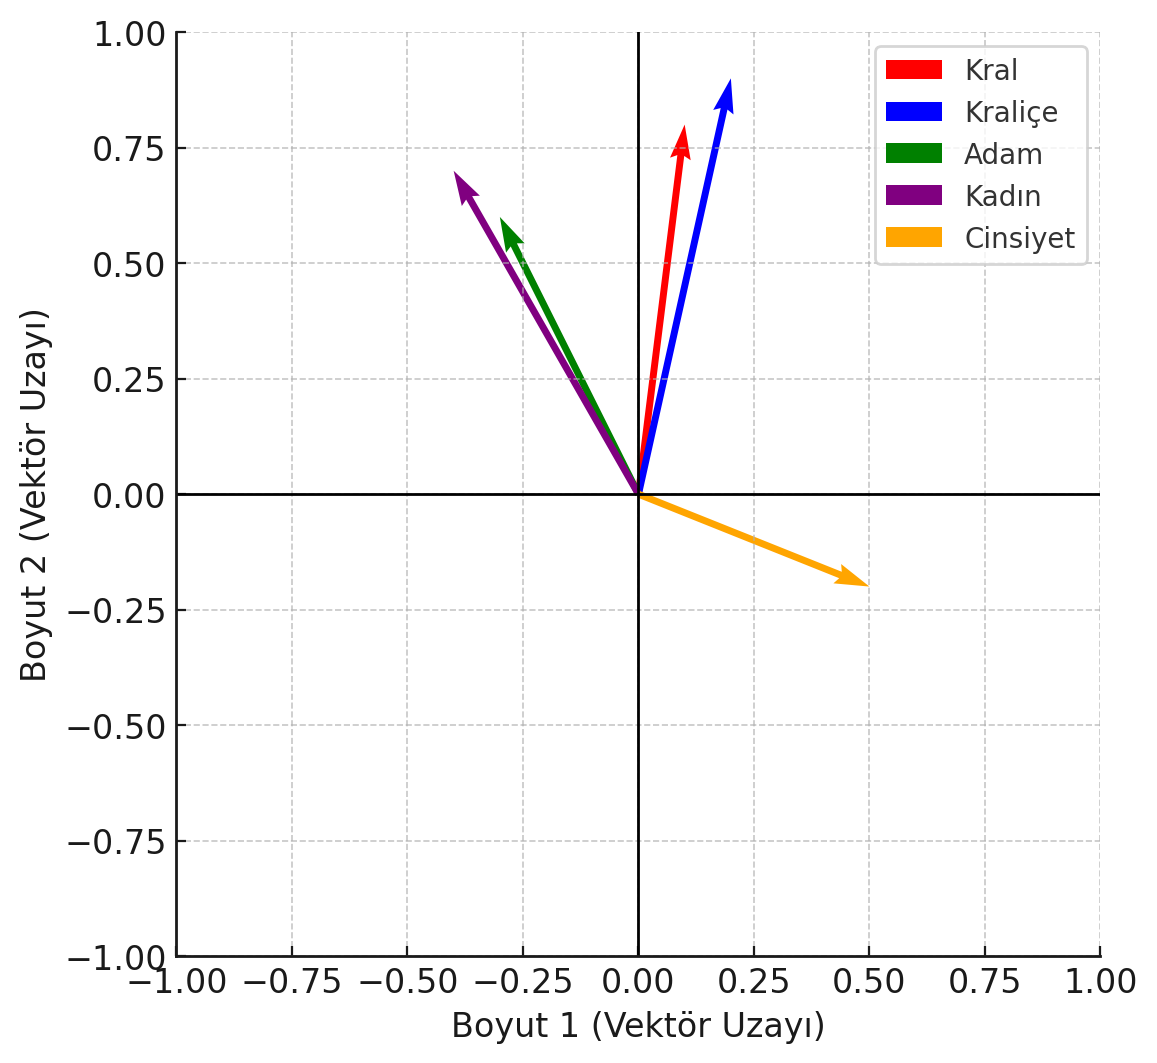 1.00
0.75
0.50
0.25
0.00
−0.25
−0.50
−0.75
−1.00
Boyut 2 (Vektör Uzayı)
Kral
Kraliçe
Adam
Kadın
Cinsiyet
−1.00 −0.75 −0.50 −0.25 0.00 0.25 0.50 0.75 1.00
Boyut 1 (Vektör Uzayı)